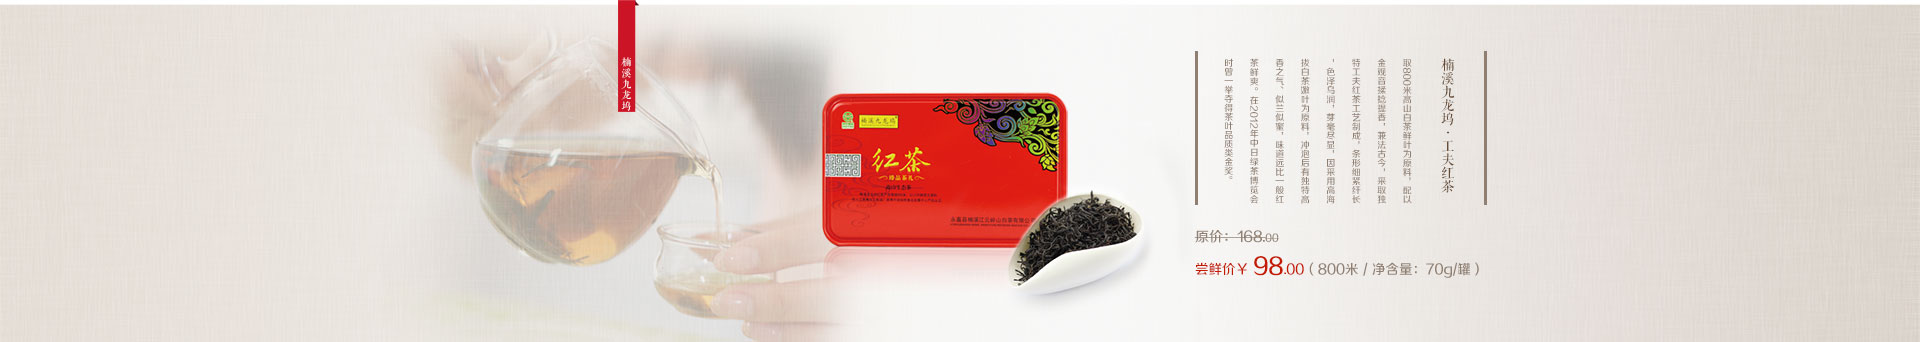 楠溪九龙坞
楠溪九龙坞
红茶
臻品茶苑
楠溪九龙坞·工夫红茶
取800米高山白茶鲜叶为原料，配以
金观音揉捻提香，兼法古今，采取独
特工夫红茶工艺制成，条形细紧纤长
，色泽乌润，芽毫尽显，因采用高海
拔白茶嫩叶为原料，冲泡后有独特高
香之气、似兰似蜜，味道远比一般红
茶鲜爽。在2012年中日绿茶博览会
时曾一举夺得茶叶品质类金奖。
原价：168.00
尝鲜价￥98.00（800米 / 净含量：70g/罐）